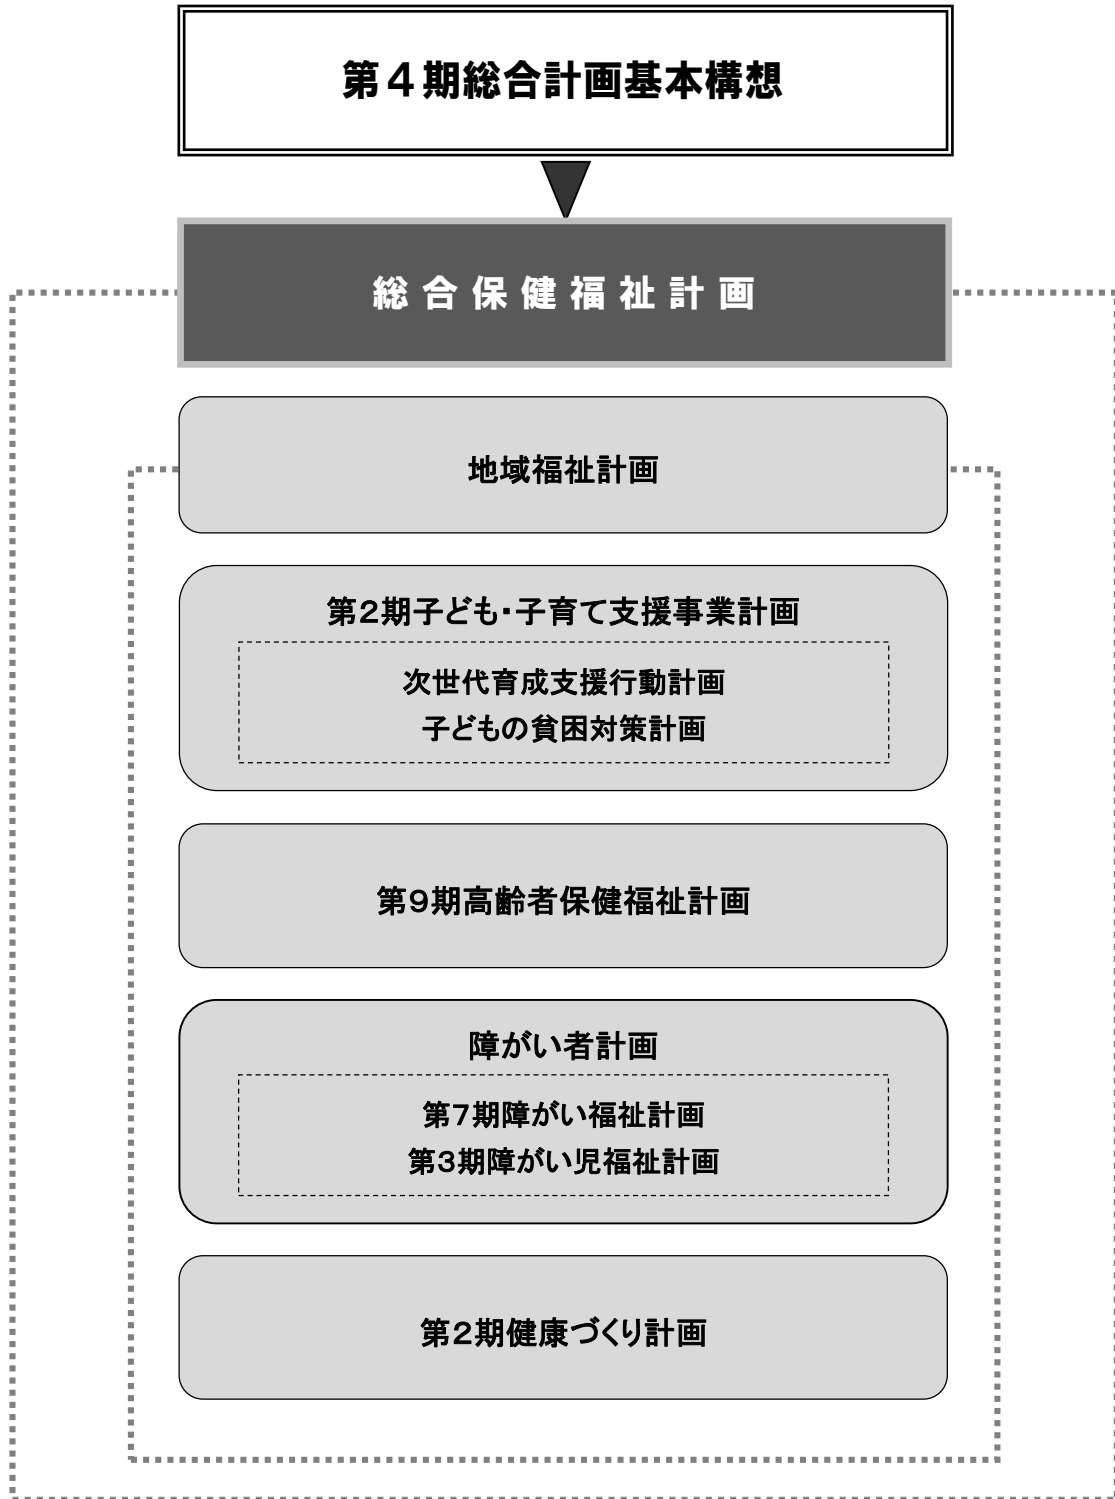 第４期総合計画基本構想
総合保健福祉計画
地域福祉計画
第２期子ども・子育て支援事業計画
次世代育成支援行動計画
子どもの貧困対策計画
第９期高齢者保健福祉計画
障がい者計画
第７期障がい福祉計画
第３期障がい児福祉計画
第２期健康づくり計画